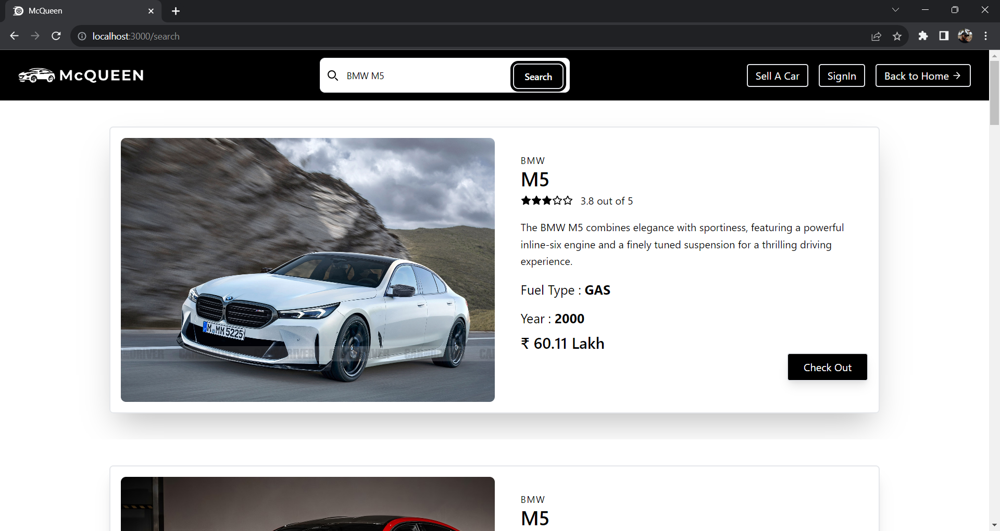 McQueen
localhost:3000/search
McQUEEN
BMW M5
Search
Sell A Car
SignIn
Back to Home →
BMW
M5
3.8 out of 5
The BMW M5 combines elegance with sportiness, featuring a powerful
inline-six engine and a finely tuned suspension for a thrilling driving
experience.
Fuel Type : GAS
Year : 2000
₹ 60.11 Lakh
Check Out
M MM 5225
BMW
M5